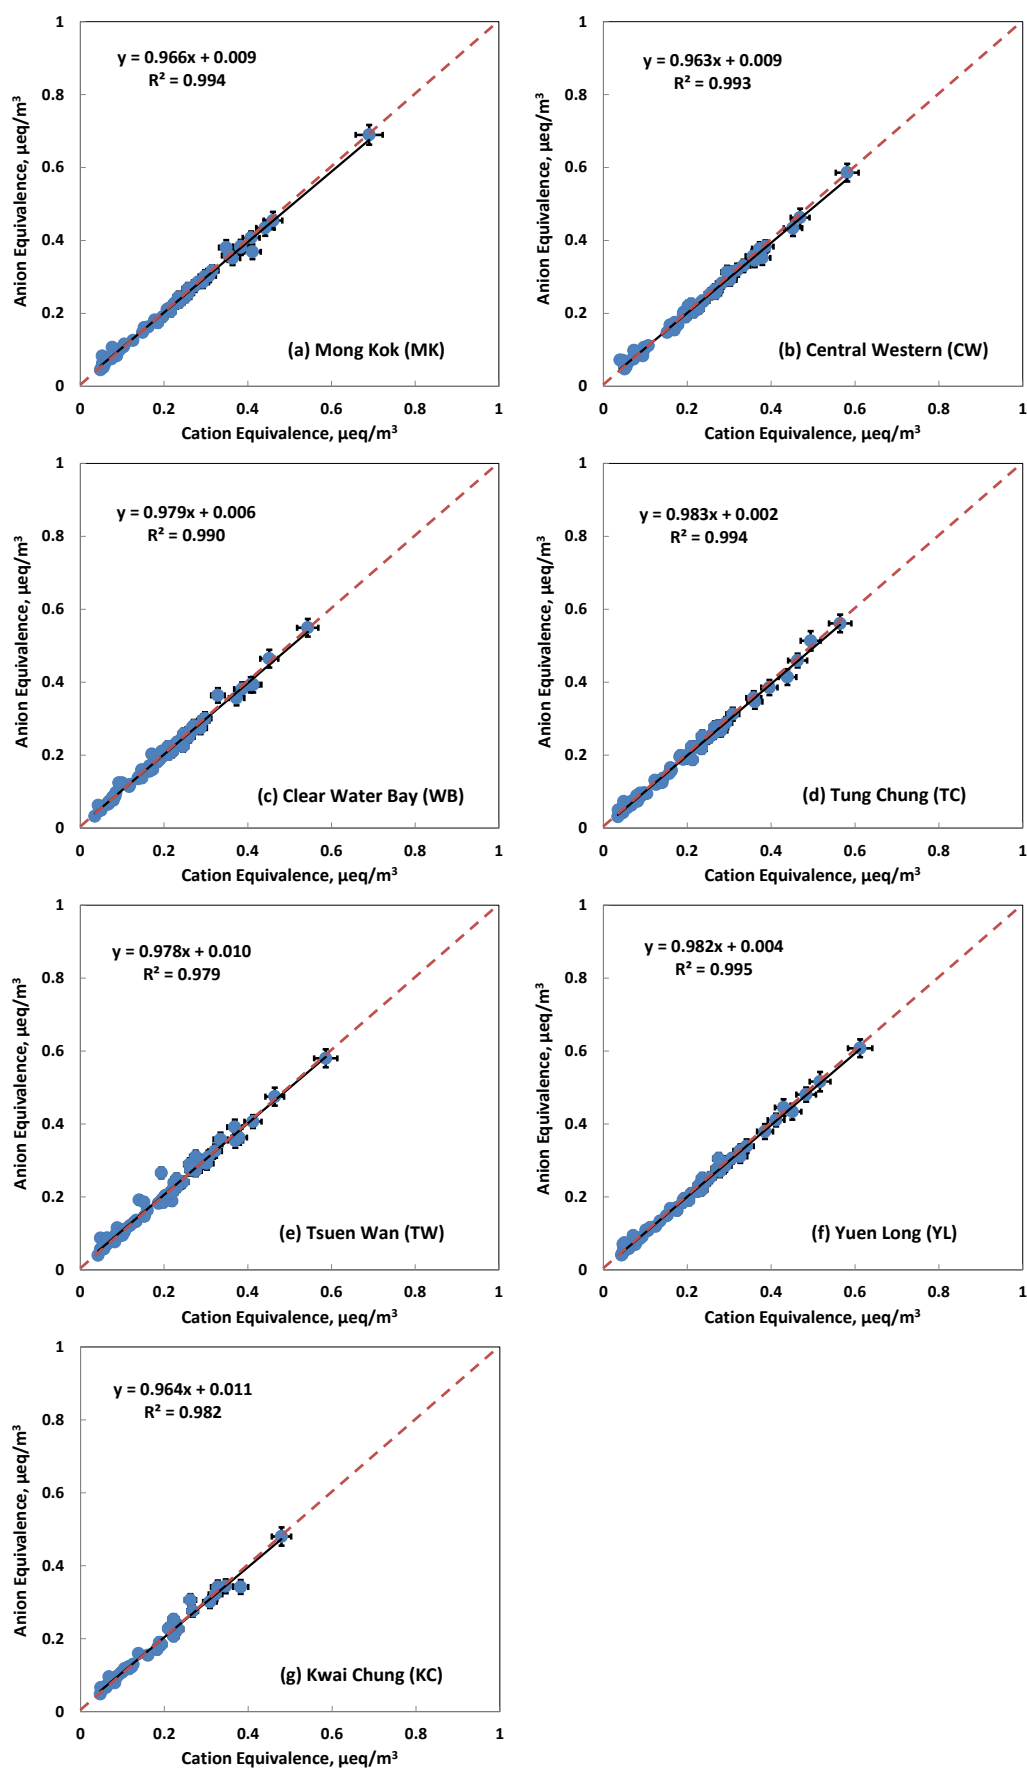 1
0.8
0.6
0.4
0.2
0
0
0.2
0.4
0.6
0.8
1
Anion Equivalence, µeq/m³
Cation Equivalence, µeq/m³
y = 0.966x + 0.009
R² = 0.994
(a) Mong Kok (MK)
1
0.8
0.6
0.4
0.2
0
0
0.2
0.4
0.6
0.8
1
Anion Equivalence, µeq/m³
Cation Equivalence, µeq/m³
y = 0.963x + 0.009
R² = 0.993
(b) Central Western (CW)
1
0.8
0.6
0.4
0.2
0
0
0.2
0.4
0.6
0.8
1
Anion Equivalence, µeq/m³
Cation Equivalence, µeq/m³
y = 0.979x + 0.006
R² = 0.990
(c) Clear Water Bay (WB)
1
0.8
0.6
0.4
0.2
0
0
0.2
0.4
0.6
0.8
1
Anion Equivalence, µeq/m³
Cation Equivalence, µeq/m³
y = 0.983x + 0.002
R² = 0.994
(d) Tung Chung (TC)
1
0.8
0.6
0.4
0.2
0
0
0.2
0.4
0.6
0.8
1
Anion Equivalence, µeq/m³
Cation Equivalence, µeq/m³
y = 0.978x + 0.010
R² = 0.979
(e) Tsuen Wan (TW)
1
0.8
0.6
0.4
0.2
0
0
0.2
0.4
0.6
0.8
1
Anion Equivalence, µeq/m³
Cation Equivalence, µeq/m³
y = 0.982x + 0.004
R² = 0.995
(f) Yuen Long (YL)
1
0.8
0.6
0.4
0.2
0
0
0.2
0.4
0.6
0.8
1
Anion Equivalence, µeq/m³
Cation Equivalence, µeq/m³
y = 0.964x + 0.011
R² = 0.982
(g) Kwai Chung (KC)